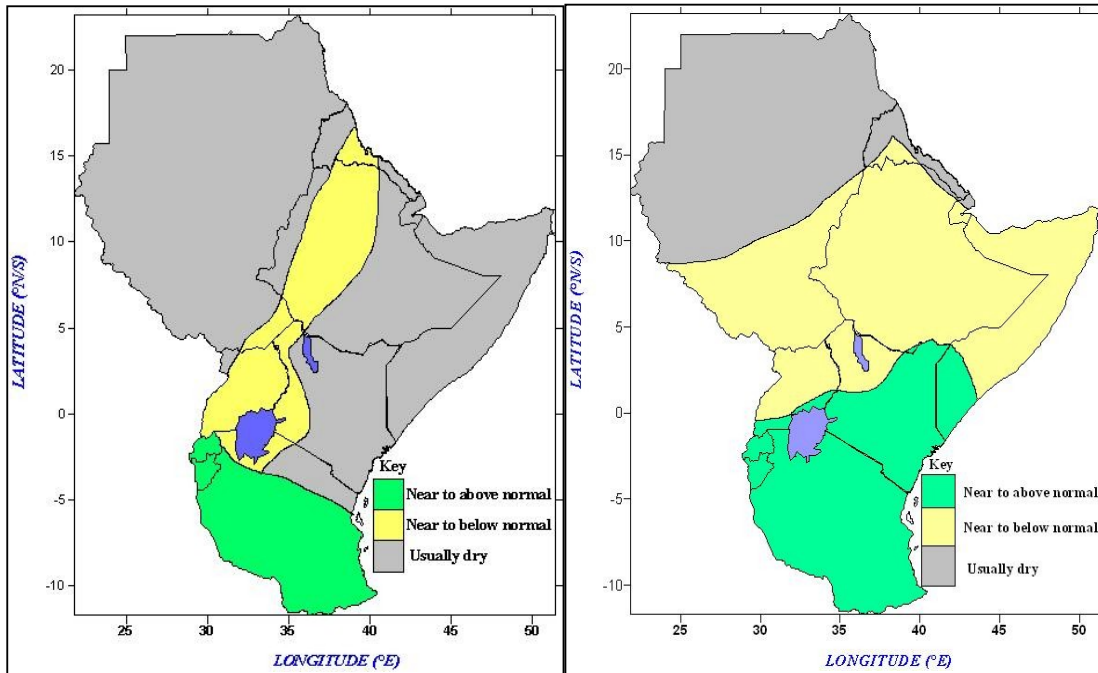 20
15
10
5
0
-5
-10
LATITUDE (°N/S)
Key
Near to above normal
Near to below normal
Usually dry
25
30
35
40
45
50
LONGITUDE (°E)
20
15
10
5
0
-5
-10
LATITUDE (°N/S)
Key
Near to above normal
Near to below normal
Usually dry
25
30
35
40
45
50
LONGITUDE (°E)